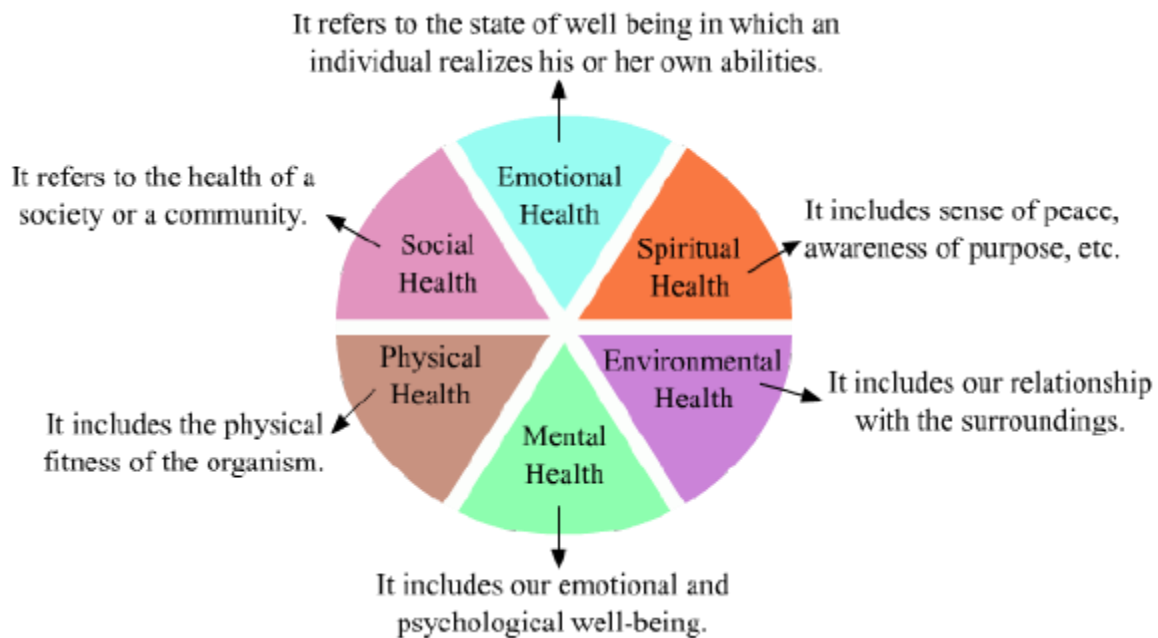 It refers to the state of well being in which an
individual realizes his or her own abilities.
Emotional
Health
It refers to the health of a
society or a community.
Social
Health
Spiritual
Health
It includes sense of peace,
awareness of purpose, etc.
Physical
Health
It includes the physical
fitness of the organism.
Environmental
Health
It includes our relationship
with the surroundings.
Mental
Health
It includes our emotional and
psychological well-being.